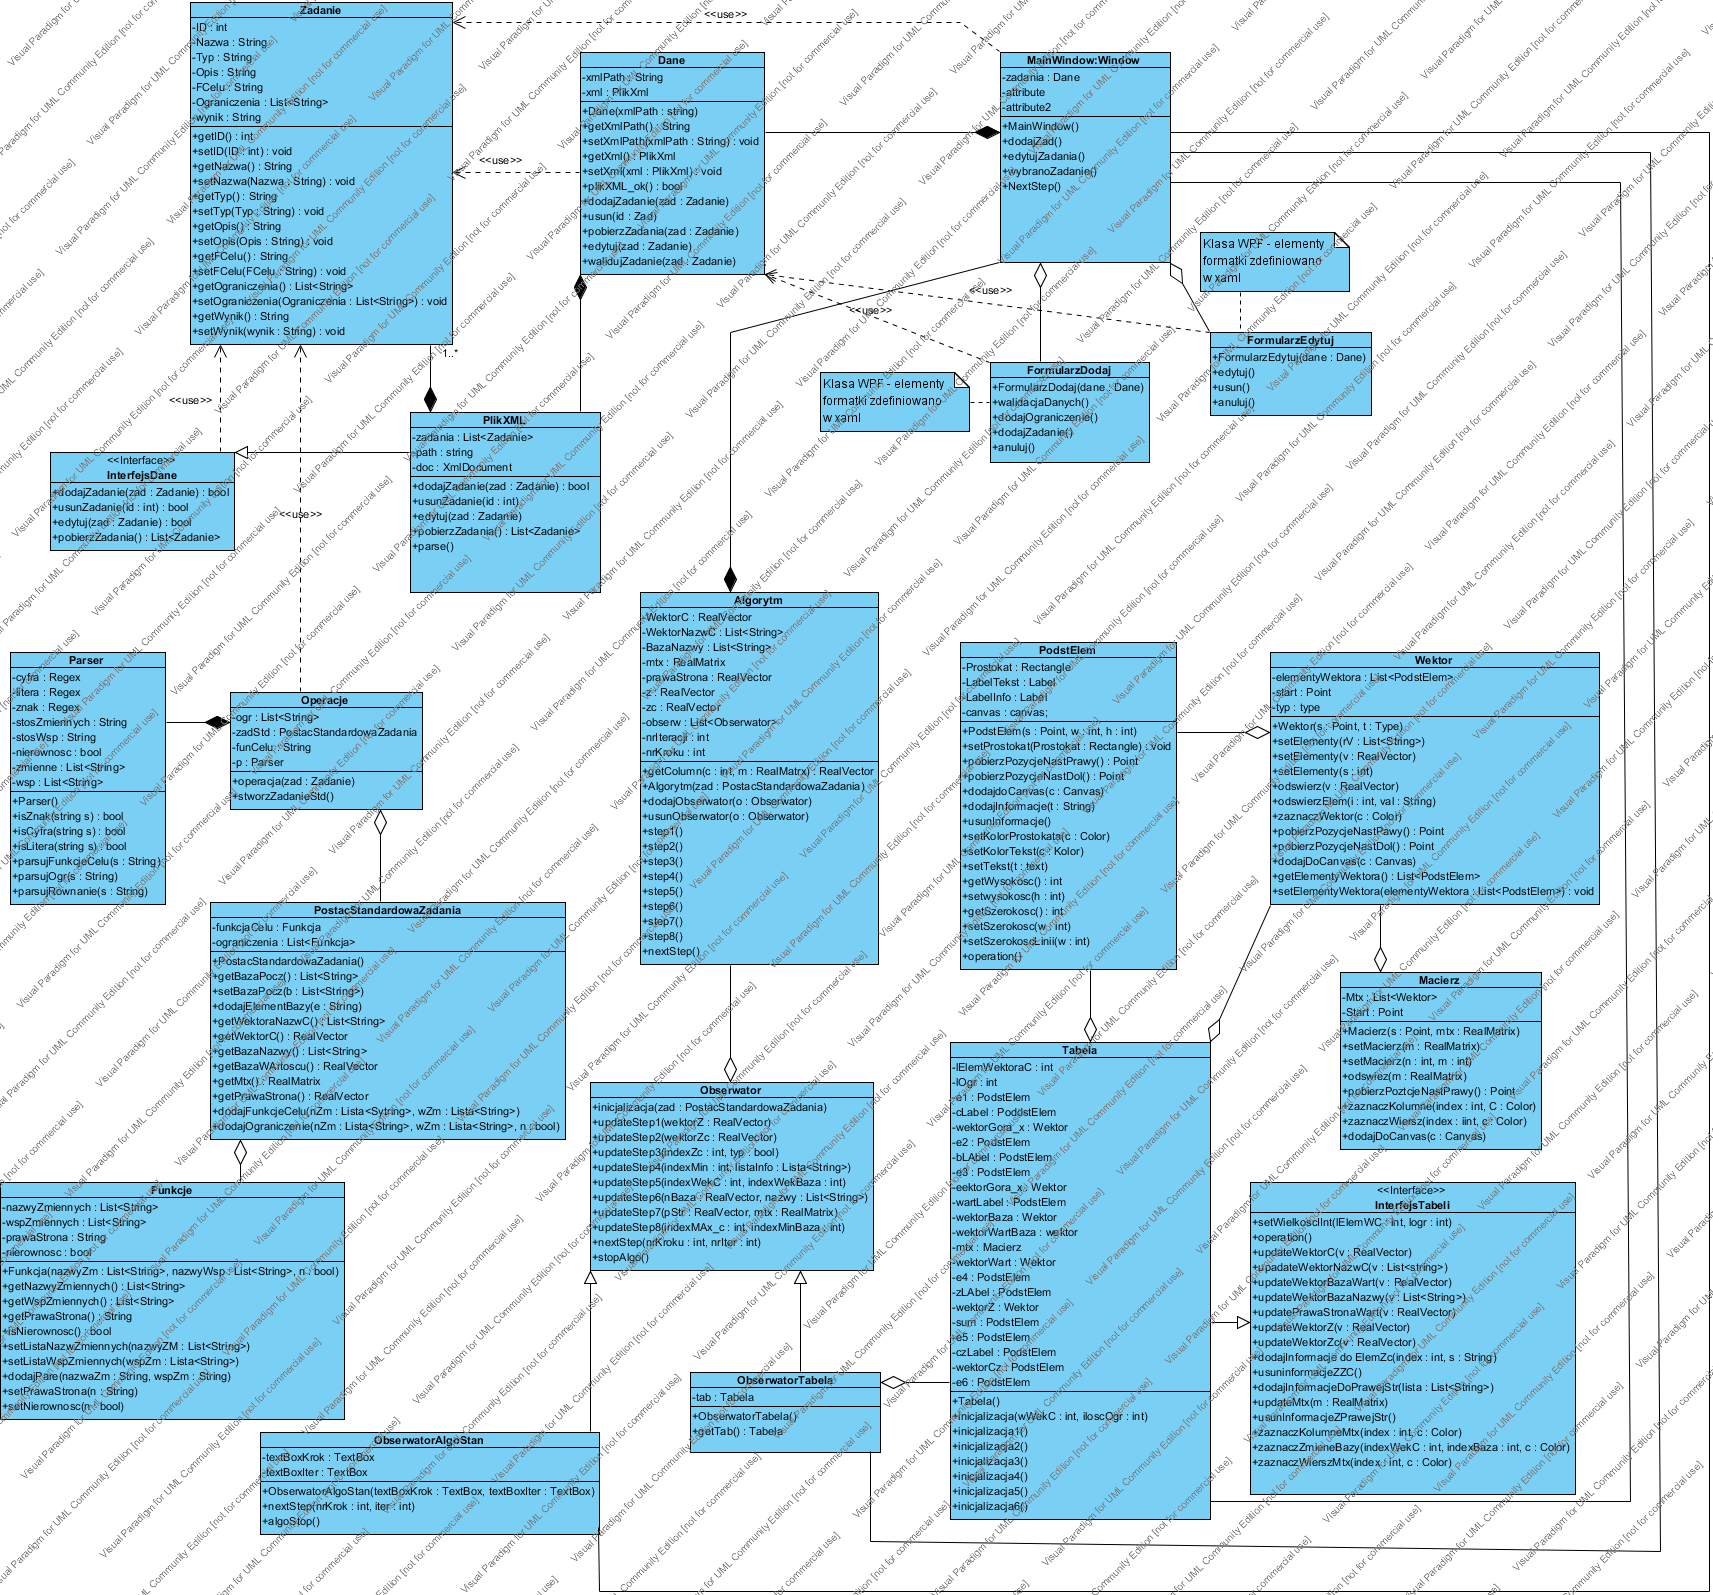 Zadanie
-ID : int
-Nazwa : String
-Typ : String
-Opis : String
-FCelu : String
-Ograniczenia : List<String>
-wynik : String
+getID() : int
+setID(ID : int) : void
+getNazwa() : String
+setNazwa(Nazwa : String) : void
+getTyp() : String
+setTyp(Typ : String) : void
+getOpis() : String
+setOpis(Opis : String) : void
+getFCelu() : String
+setFCelu(FCelu : String) : void
+getOgraniczenia() : List<String>
+setOgraniczenia(Ograniczenia : List<String>) : void
+getWynik() : String
+setWynik(wynik : String) : void
<<use>>
<<use>>
Dane
-xmlPath : String
-xml : PlikXml
+Dane(xmlPath : string)
+getXmlPath() : String
+setXmlPath(xmlPath : String) : void
+getXml() : PlikXml
+setXml(xml : PlikXml) : void
+plikXML_ok() : bool
+dodajZadanie(zad : Zadanie)
+usun(id : Zad)
+pobierzZadania(zad : Zadanie)
+edytuj(zad : Zadanie)
+walidujZadanie(zad : Zadanie)
MainWindow:Window
-zadania : Dane
-attribute
-attribute2
+MainWindow()
+dodajZad()
+edytujZadania()
+wybranoZadanie()
+NextStep()
Klasa WPF - elementy
formatki zdefiniowano
w xaml
<<use>>
<<use>>
FormularzEdytuj
+FormularzEdytuj(dane : Dane)
+edytuj()
+usun()
+anuluj()
Klasa WPF - elementy
formatki zdefiniowano
w xaml
FormularzDodaj
+FormularzDodaj(dane : Dane)
+walidacjaDanych()
+dodajOgraniczenie()
+dodajZadanie()
+anuluj()
1..*
<<use>>
<<use>>
PlikXML
-zadania : List<Zadanie>
-path : string
-doc : XmlDocument
+dodajZadanie(zad : Zadanie) : bool
+usunZadanie(id : int)
+edytuj(zad : Zadanie)
+pobierzZadania() : List<Zadanie>
+parse()
<<Interface>>
InterfejsDane
+dodajZadanie(zad : Zadanie) : bool
+usunZadanie(id : int) : bool
+edytuj(zad : Zadanie) : bool
+pobierzZadania() : List<Zadanie>
Parser
-cyfra : Regex
-litera : Regex
-znak : Regex
-stosZmiennych : String
-stosWsp : String
-nierownosc : bool
-zmienne : List<String>
-wsp : List<String>
+Parser()
+isZnak(string s) : bool
+isCyfra(string s) : bool
+isLitera(string s) : bool
+parsujFunkcjeCelu(s : String)
+parsujOgr(s : String)
+parsujRownanie(s : String)
Operacje
-ogr : List<String>
-zadStd : PostacStandardowaZadania
-funCelu : String
-p : Parser
+operacja(zad : Zadanie)
+stworzZadanieStd()
Algorytm
-WektorC : RealVector
-WektorNazwC : List<String>
-BazaNazwy : List<String>
-mtx : RealMatrix
-prawaStrona : RealVector
-z : RealVector
-zc : RealVector
-obserw : List<Obserwator>
-nrIteracji : int
-nrKroku : int
+getColumn(c : int, m : RealMatrx) : RealVector
+Algorytm(zad : PostacStandardowaZadania)
+dodajObserwator(o : Obserwator)
+usunObserwator(o : Obserwator)
+step1()
+step2()
+step3()
+step4()
+step5()
+step6()
+step7()
+step8()
+nextStep()
PodstElem
-Prostokat : Rectangle
-LabelTekst : Label
-LabelInfo : Label
-canvas : canvas;
+PodstElem(s : Point, w : int, h : int)
+setProstokat(Prostokat : Rectangle) : void
+pobierzPozycjeNastPrawy() : Point
+pobierzPozycjeNastDol() : Point
+dodajdoCanvas(c : Canvas)
+dodajInformacje(t : String)
+usunInformacje()
+setKolorProstokata(c : Color)
+setKolorTekst(c : Kolor)
+setTekst(t : text)
+getWysokosc() : int
+setwysokosc(h : int)
+getSzerokosc() : int
+setSzerokosc(w : int)
+setSzerokoscLinii(w : int)
+operation()
Wektor
-elementyWektora : List<PodstElem>
-start : Point
-typ : type
+Wektor(s : Point, t : Type)
+setElementy(rV : List<String>)
+setElementy(v : RealVector)
+setElementy(s : int)
+odswierz(v : RealVector)
+odswierzElem(i : int, val : String)
+zaznaczWektor(c : Color)
+pobierzPozycjeNastPawy() : Point
+pobierzPozycjeNastDol() : Point
+dodajDoCanvas(c : Canvas)
+getElementyWektora() : List<PodstElem>
+setElementyWektora(elementyWektora : List<PodstElem>) : void
PostacStandardowaZadania
-funkcjaCelu : Funkcja
-ograniczenia : List<Funkcja>
+PostacStandardowaZadania()
+getBazaPocz() : List<String>
+setBazaPocz(b : List<String>)
+dodajElementBazy(e : String)
+getWektoraNazwC() : List<String>
+getWektorC() : RealVector
+getBazaNazwy() : List<String>
+getBazaWArtoscu() : RealVector
+getMtx() : RealMatrix
+getPrawaStrona() : RealVector
+dodajFunkcjeCelu(nZm : Lista<Sytring>, wZm : Lista<String>)
+dodajOgraniczenie(nZm : Lista<String>, wZm : Lista<String>, n : bool)
Macierz
-Mtx : List<Wektor>
-Start : Point
+Macierz(s : Point, mtx : RealMatrix)
+setMacierz(m : RealMatrix)
+setMacierz(n : int, m : int)
+odswiez(m : RealMatrix)
+pobierzPoztcjeNastPrawy() : Point
+zaznaczKolumne(index : int, C : Color)
+zaznaczWiersz(index : iint, c : Color)
+dodajDoCanvas(c : Canvas)
Funkcje
-nazwyZmiennych : List<String>
-wspZmiennych : List<String>
-prawaStrona : String
-nierownosc : bool
+Funkcja(nazwyZm : List<String>, nazwyWsp : List<String>, n : bool)
+getNazwyZmiennych() : List<String>
+getWspZmiennych() : List<String>
+getPrawaStrona() : String
+isNierownosc() : bool
+setListaNazwZmiennych(nazwyZM : List<String>)
+setListaWspZmiennych(wspZm : Lista<String>)
+dodajPare(nazwaZm : String, wspZm : String)
+setPrawaStrona(n : String)
+setNierownosc(n : bool)
Obserwator
+inicjalizacja(zad : PostacStandardowaZadania)
+updateStep1(wektorZ : RealVector)
+updateStep2(wektorZc : RealVector)
+updateStep3(indexZc : int, typ : bool)
+updateStep4(indexMin : int, listaInfo : Lista<String>)
+updateStep5(indexWekC : int, indexWekBaza : int)
+updateStep6(nBaza : RealVector, nazwy : List<String>)
+updateStep7(pStr : RealVector, mtx : RealMatrix)
+updateStep8(indexMAx_c : int, indexMinBaza : int)
+nextStep(nrKroku : int, nrIter : int)
+stopAlgo()
Tabela
-lElemWektoraC : int
-lOgr : int
-e1 : PodstElem
-cLabel : PoddstElem
-wektorGora_x : Wektor
-e2 : PodstElem
-bLAbel : PodstElem
-e3 : PodstElem
-eektorGora_x : Wektor
-wartLabel : PodstElem
-wektorBaza : Wektor
-wektorWartBaza : wektor
-mtx : Macierz
-wektorWart : Wektor
-e4 : PodstElem
-zLAbel : PodstElem
-wektorZ : Wektor
-sum : PodstElem
-e5 : PodstElem
-czLabel : PodstElem
-wektorCz : PodstElem
-e6 : PodstElem
+Tabela()
+inicjalizacja(wWekC : int, iloscOgr : int)
+inicjalizacja1()
+inicjalizacja2()
+inicjalizacja3()
+inicjalizacja4()
+inicjalizacja5()
+inicjalizacja6()
<<Interface>>
InterfejsTabeli
+setWielkosciInt(lElemWC : int, logr : int)
+operation()
+updateWektorC(v : RealVector)
+upadateWektorNazwC(v : List<string>)
+updateWektorBazaWart(v : RealVector)
+updateWektorBazaNazwy(v : List<String>)
+updatePrawaStronaWart(v : RealVector)
+updateWektorZ(v : RealVector)
+updateWektorZc(v : RealVector)
+dodajInformacje do ElemZc(index : int, s : String)
+usuninformacjeZZC()
+dodajInformacjeDoPrawejStr(lista : List<String>)
+updateMtx(m : RealMatrix)
+usunInformacjeZPrawejStr()
+zaznaczKolumneMtx(index : int, c : Color)
+zaznaczZmieneBazy(indexWekC : int, indexBaza : int, c : Color)
+zaznaczWierszMtx(index : int, c : Color)
ObserwatorTabela
-tab : Tabela
+ObserwatorTabela()
+getTab() : Tabela
ObserwatorAlgoStan
-textBoxKrok : TextBox
-textBoxIter : TextBox
+ObserwatorAlgoStan(textBoxKrok : TextBox, textBoxIter : TextBox)
+nextStep(nrKrok : int, iter : int)
+algoStop()
Visual Paradigm for UML Community Edition [not for commercial use]